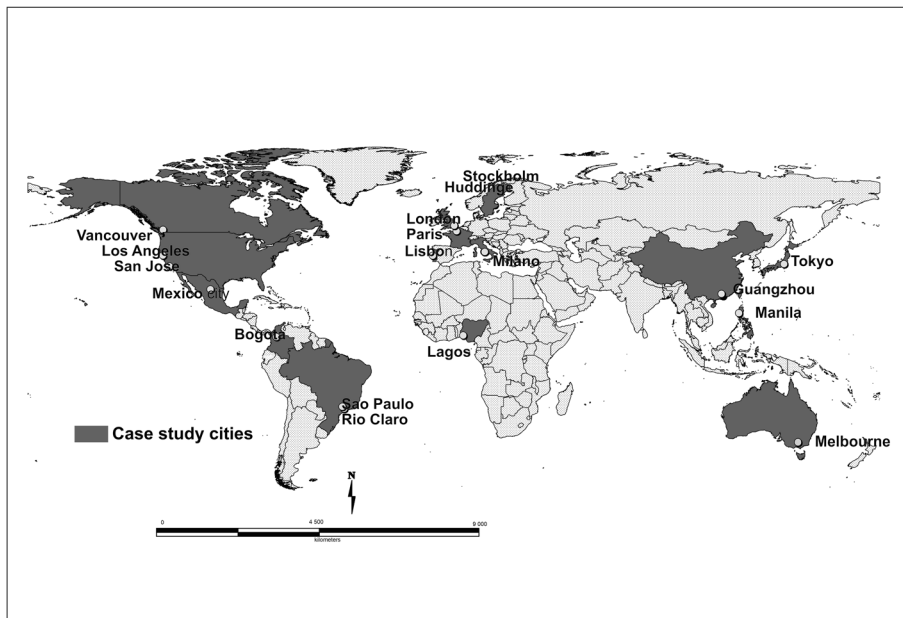 Stockholm
Huddinge
London
Paris
Lisbon
Milano
Vancouver
Los Angeles
San Jose
Mexico city
Tokyo
Guangzhou
Manila
Bogota
Lagos
Sao Paulo
Rio Claro
Case study cities
Melbourne
N
0 4 500 9 000
kilometers